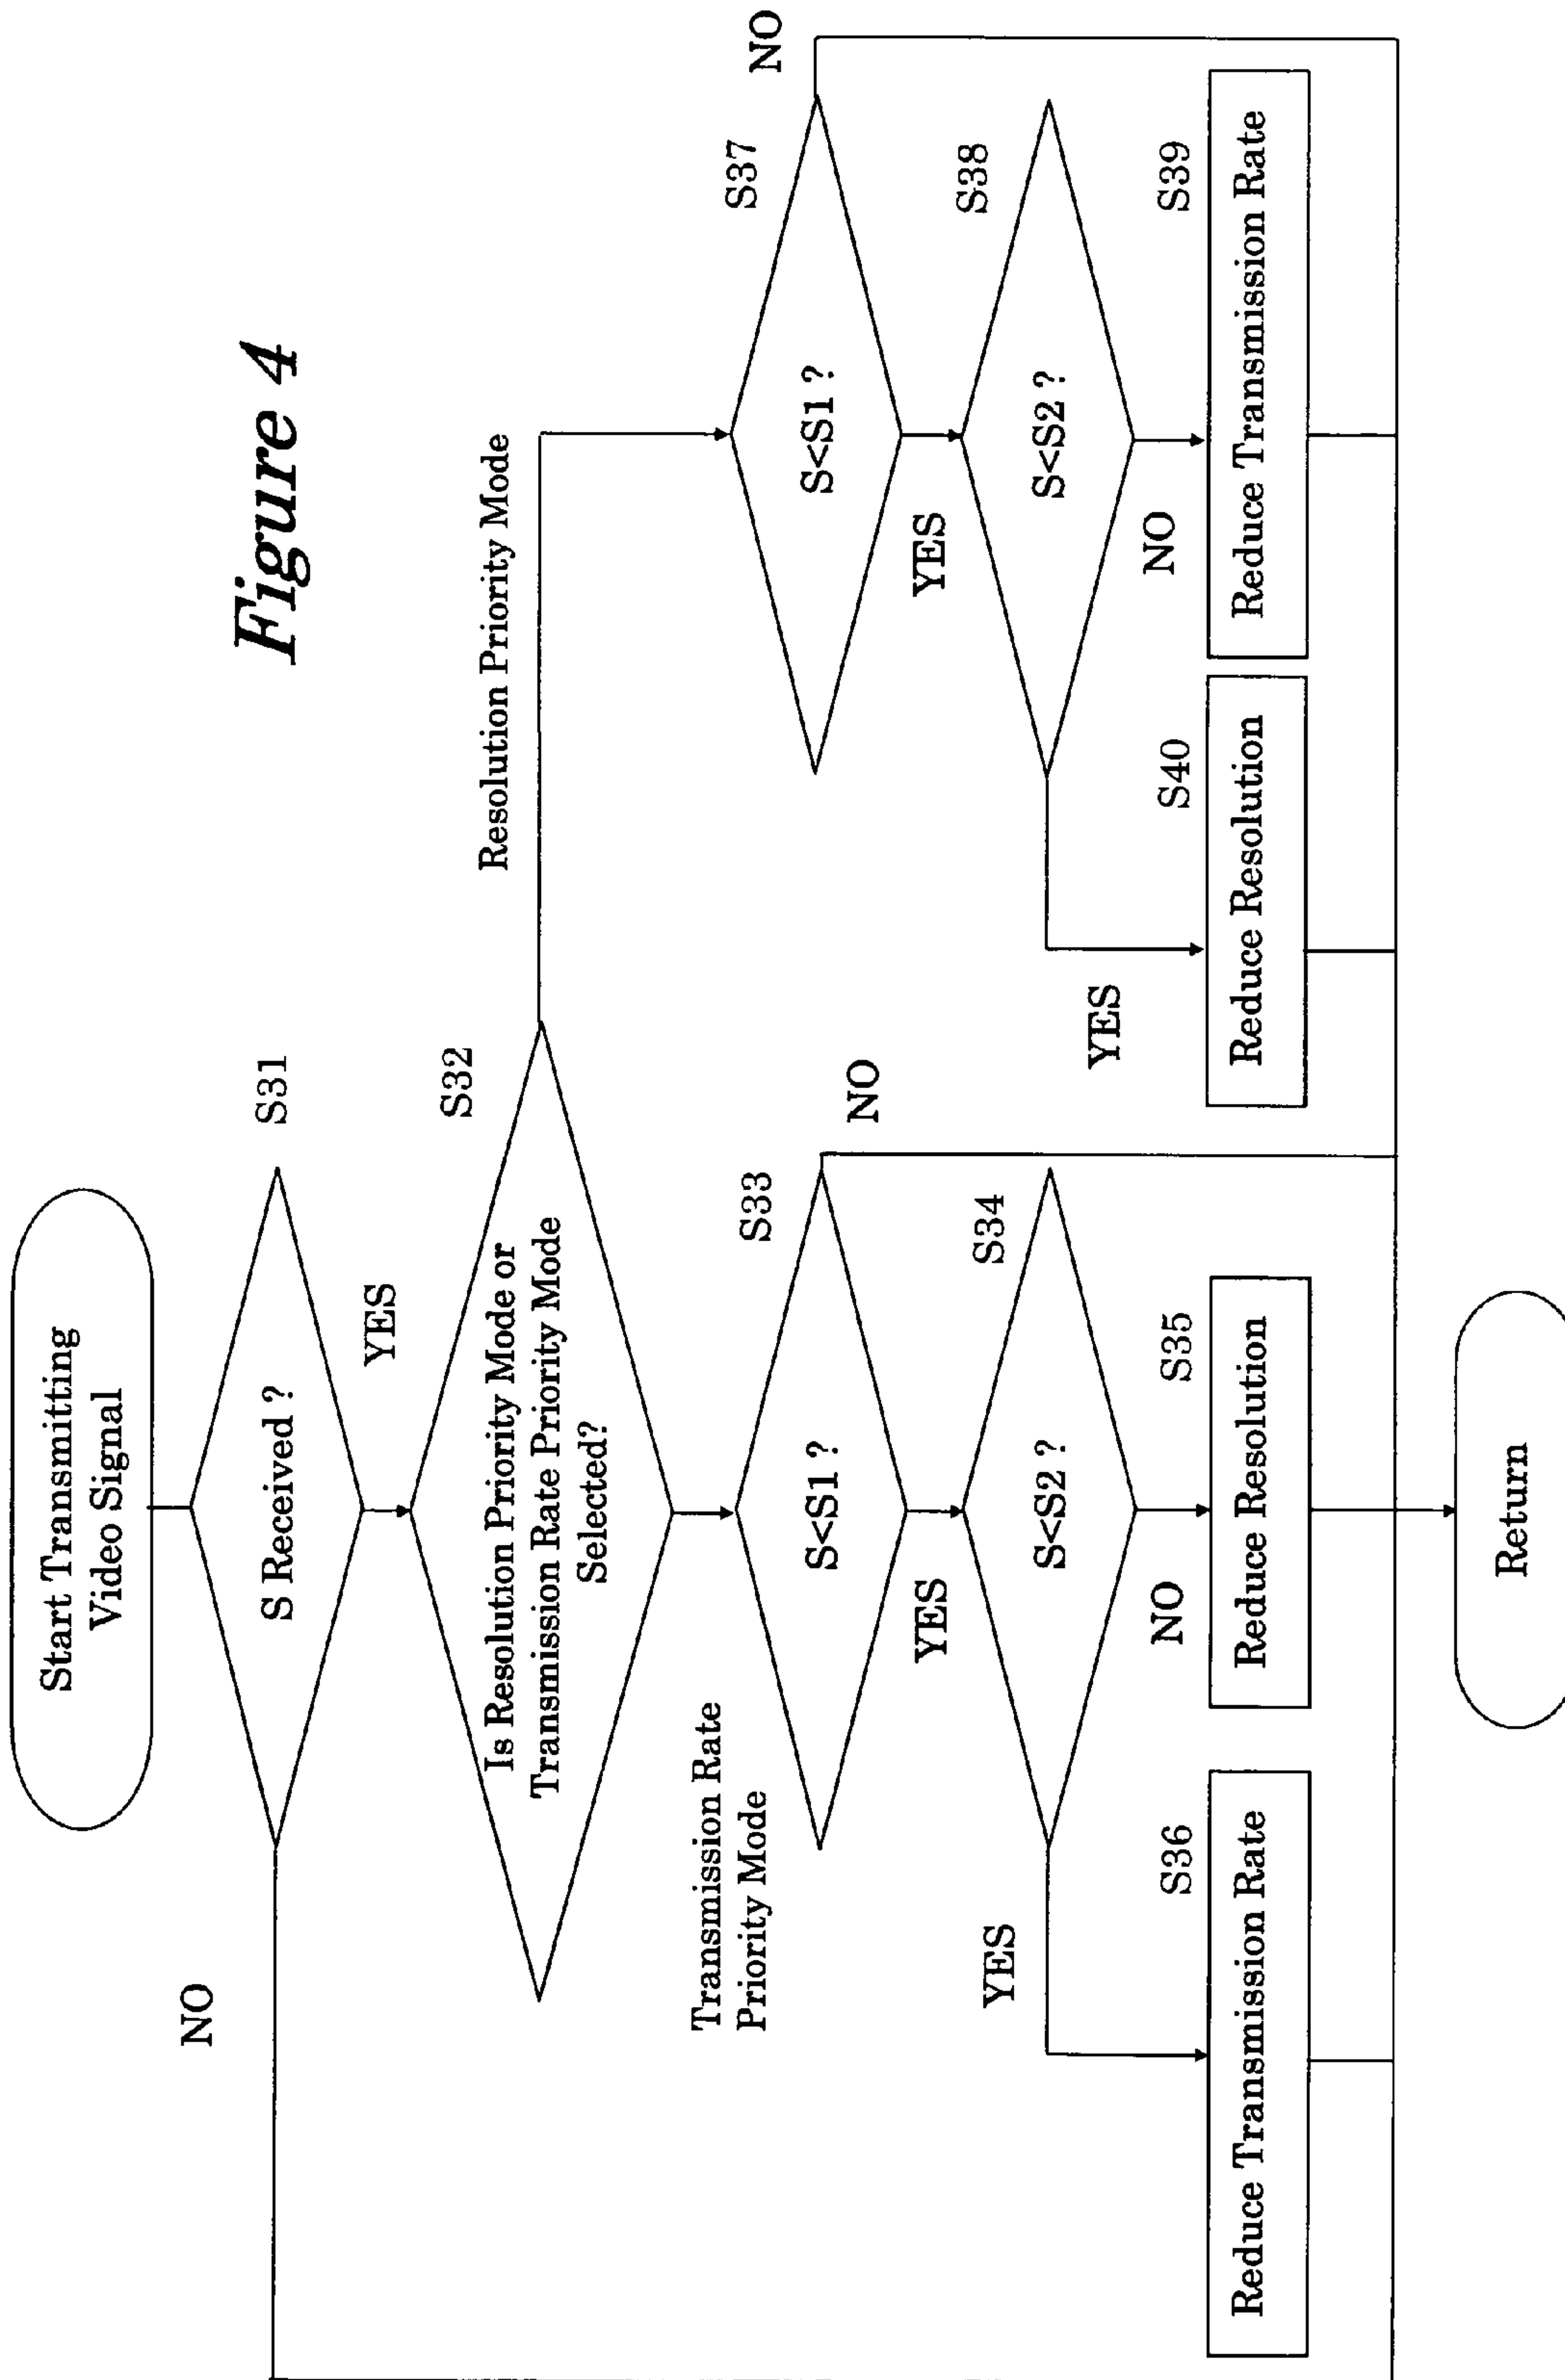 Figure 4
Start Transmitting
Video Signal
S Received ?
S31
NO
YES
Is Resolution Priority Mode or
Transmission Rate Priority Mode
Selected?
S32
Resolution Priority Mode
Transmission Rate
Priority Mode
S<S1 ?
S33
NO
YES
S<S2 ?
S34
YES
NO
S36
Reduce Transmission Rate
S35
Reduce Resolution
S<S1 ?
S37
NO
YES
S<S2 ?
S38
YES
NO
S40
Reduce Resolution
S39
Reduce Transmission Rate
Return